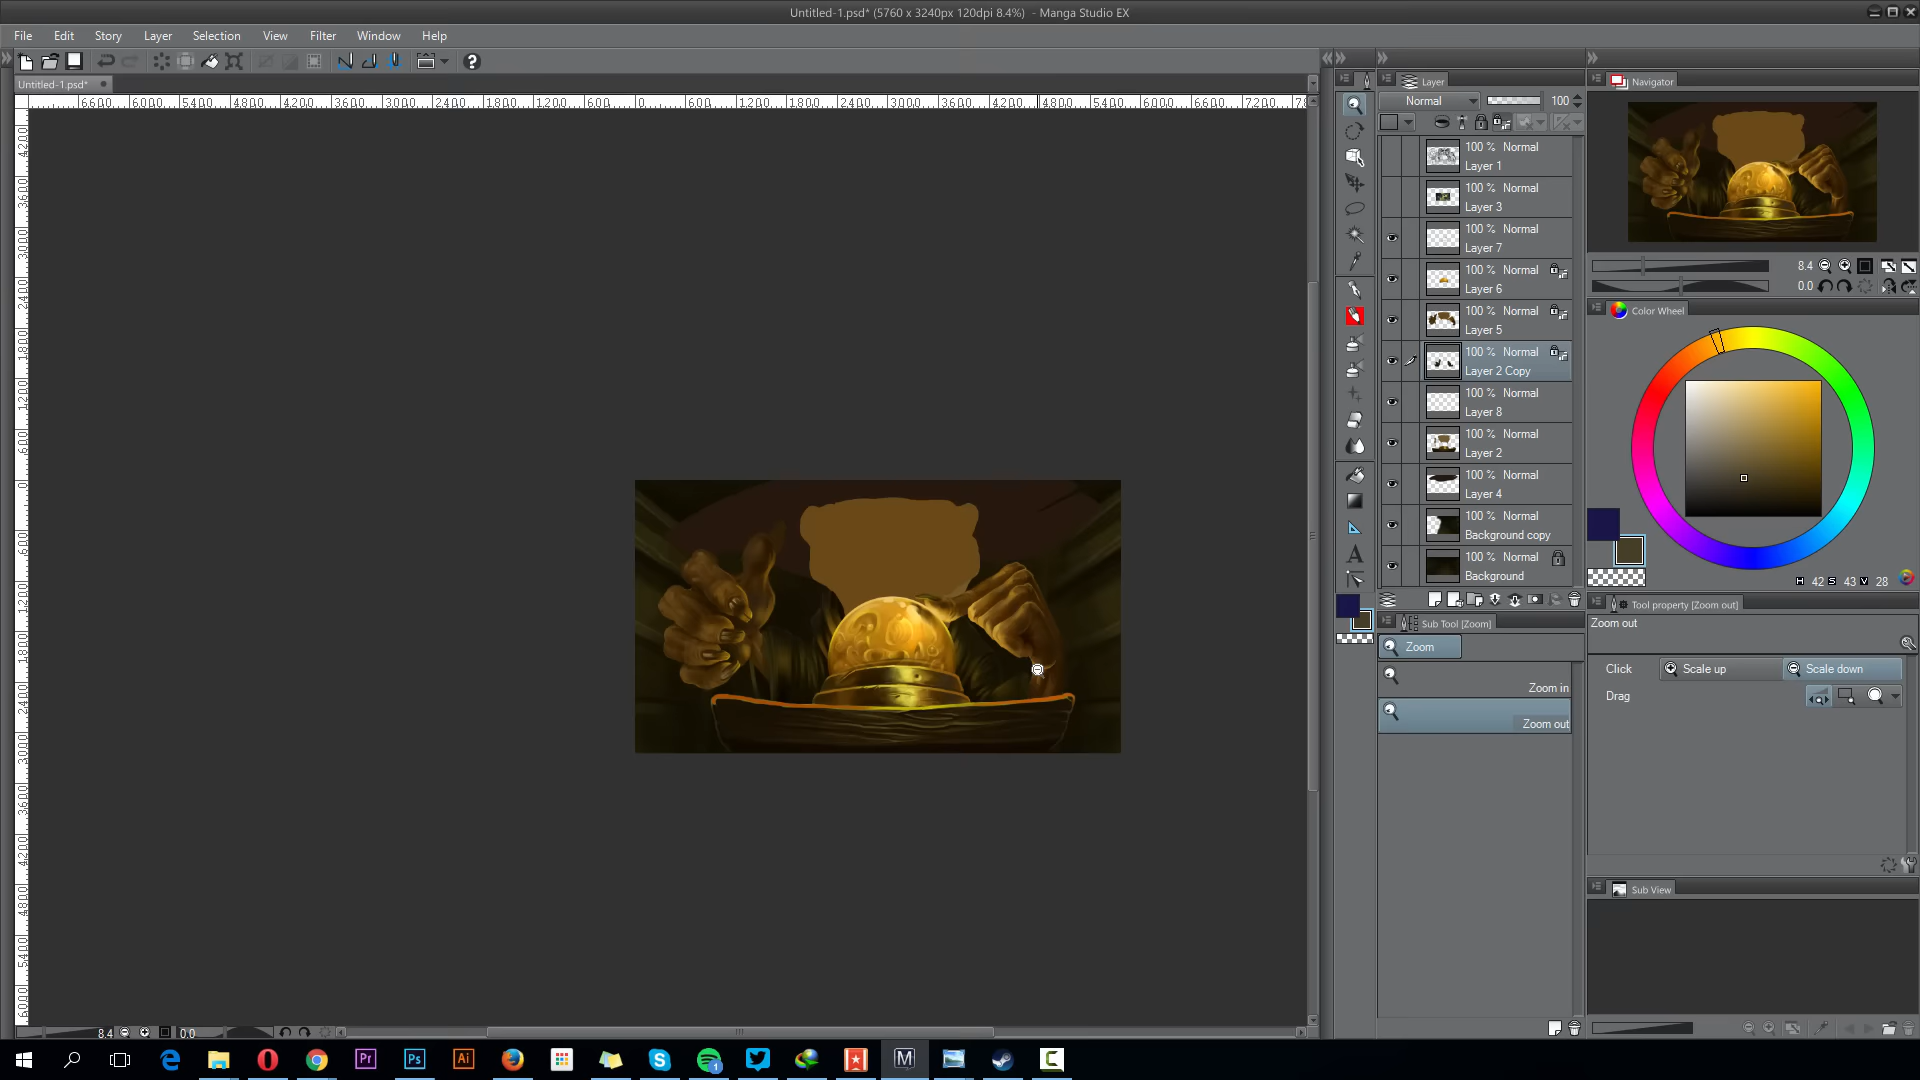 Untitled-1.psd* (5760 x 3240px 120dpi 8.4%) - Manga Studio EX
File Edit Story Layer Selection View Filter Window Help
Untitled-1.psd*
Layer
Normal 100
100 % Normal
Layer 1
100 % Normal
Layer 3
100 % Normal
Layer 7
100 % Normal
Layer 6
100 % Normal
Layer 5
100 % Normal
Layer 2 Copy
100 % Normal
Layer 8
100 % Normal
Layer 2
100 % Normal
Layer 4
100 % Normal
Background copy
100 % Normal
Background
Sub Tool [Zoom]
Zoom
Zoom in
Zoom out
Navigator
8.4
0.0
Color Wheel
H 42 S 43 V 28
Tool property [Zoom out]
Zoom out
Click Scale up Scale down
Drag
Sub View
8.4 0.0